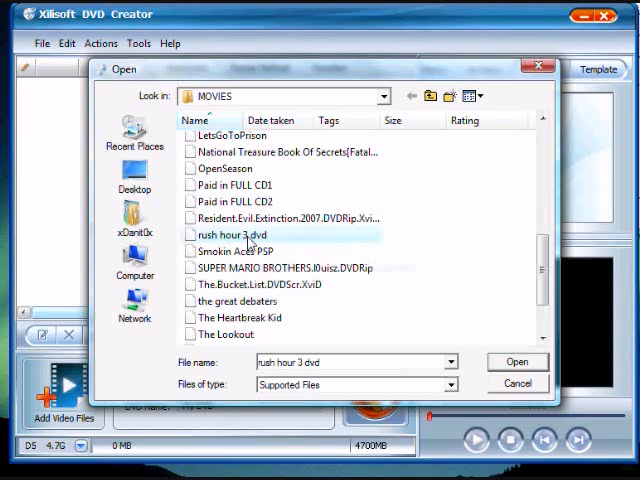 Xilisoft DVD Creator
File Edit Actions Tools Help
Template
Open
Look in: MOVIES
Name Date taken Tags Size Rating
LetsGoToPrison
National Treasure Book Of Secrets[Fatal...
OpenSeason
Paid in FULL CD1
Paid in FULL CD2
Resident.Evil.Extinction.2007.DVDRip.Xvi...
rush hour 3 dvd
Smokin Aces PSP
SUPER MARIO BROTHERS.l0uisz.DVDRip
The.Bucket.List.DVDScr.XviD
the great debaters
The Heartbreak Kid
The Lookout
Recent Places
Desktop
xDanit0x
Computer
Network
File name: rush hour 3 dvd Open
Files of type: Supported Files Cancel
Add Video Files
D5 4.7G 0 MB 4700MB